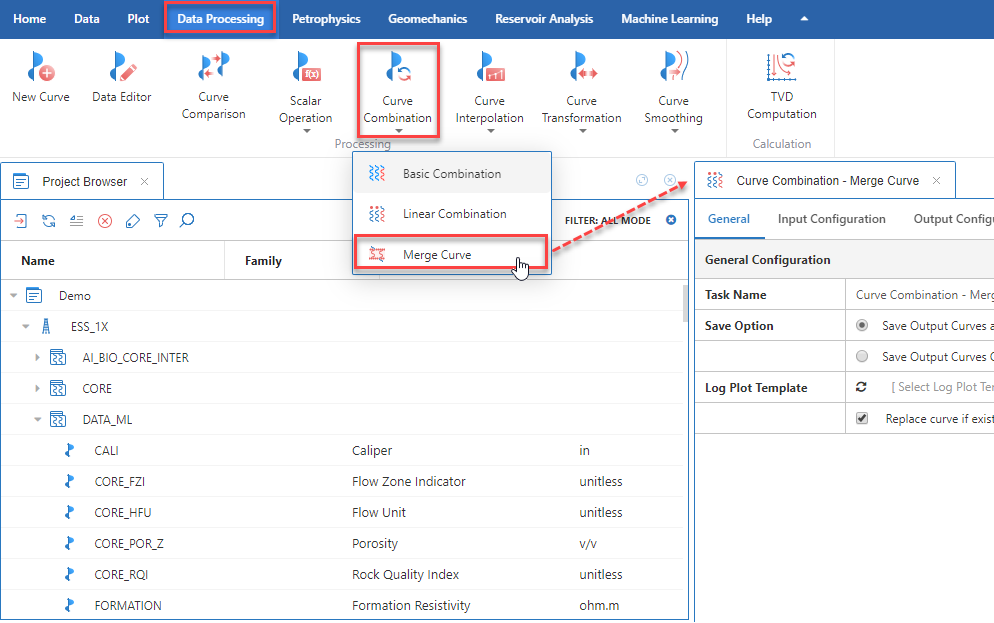 Home Data Plot Data Processing Petrophysics Geomechanics Reservoir Analysis Machine Learning Help
New Curve
Data Editor
Curve
Comparison
Scalar
Operation
Curve
Combination
Curve
Interpolation
Curve
Transformation
Curve
Smoothing
TVD
Computation
Processing
Calculation
Basic Combination
Linear Combination
Merge Curve
Project Browser
FILTER: ALL MODE
Name Family
Demo
ESS_1X
AI_BIO_CORE_INTER
CORE
DATA_ML
CALI Caliper in
CORE_FZI Flow Zone Indicator unitless
CORE_HFU Flow Unit unitless
CORE_POR_Z Porosity v/v
CORE_RQI Rock Quality Index unitless
FORMATION Formation Resistivity ohm.m
Curve Combination - Merge Curve
General Input Configuration Output Configu
General Configuration
Task Name Curve Combination - Merg
Save Option Save Output Curves a
Save Output Curves
Log Plot Template [ Select Log Plot Ter
Replace curve if exist